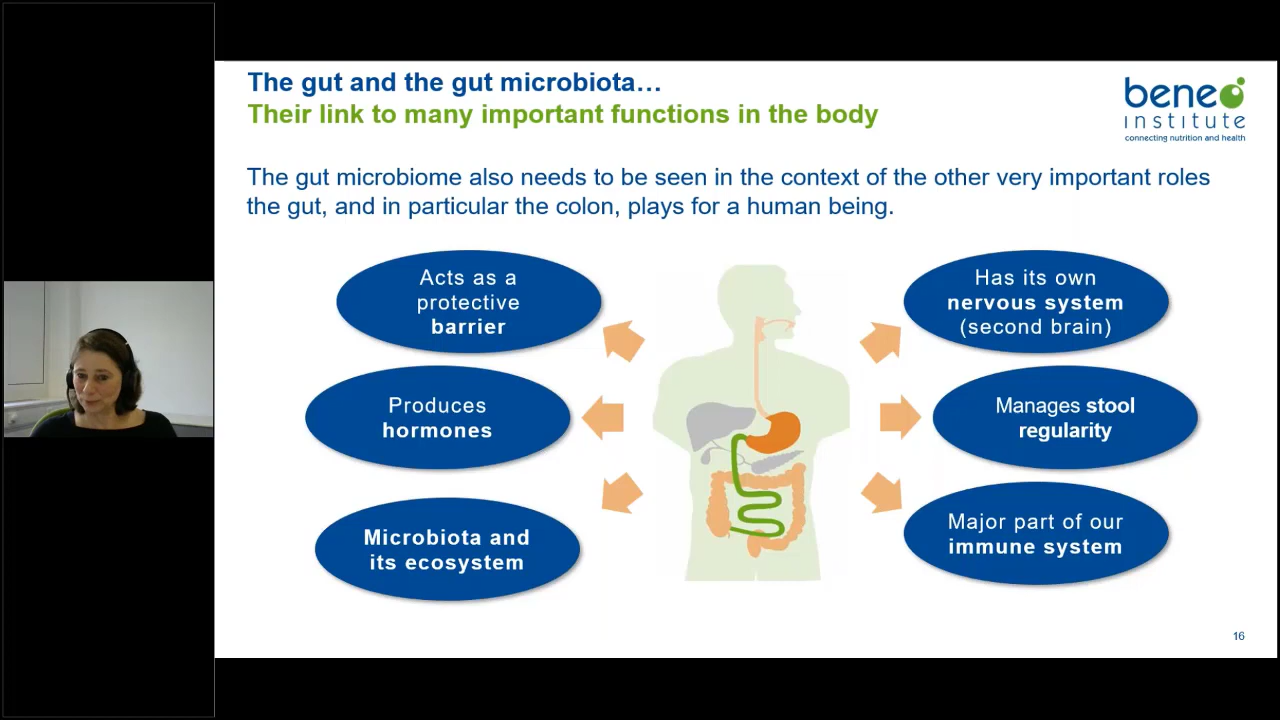 The gut and the gut microbiota…
Their link to many important functions in the body
beneo
institute
connecting nutrition and health
The gut microbiome also needs to be seen in the context of the other very important roles
the gut, and in particular the colon, plays for a human being.
Acts as a
protective
barrier
Produces
hormones
Microbiota and
its ecosystem
Has its own
nervous system
(second brain)
Manages stool
regularity
Major part of our
immune system
16